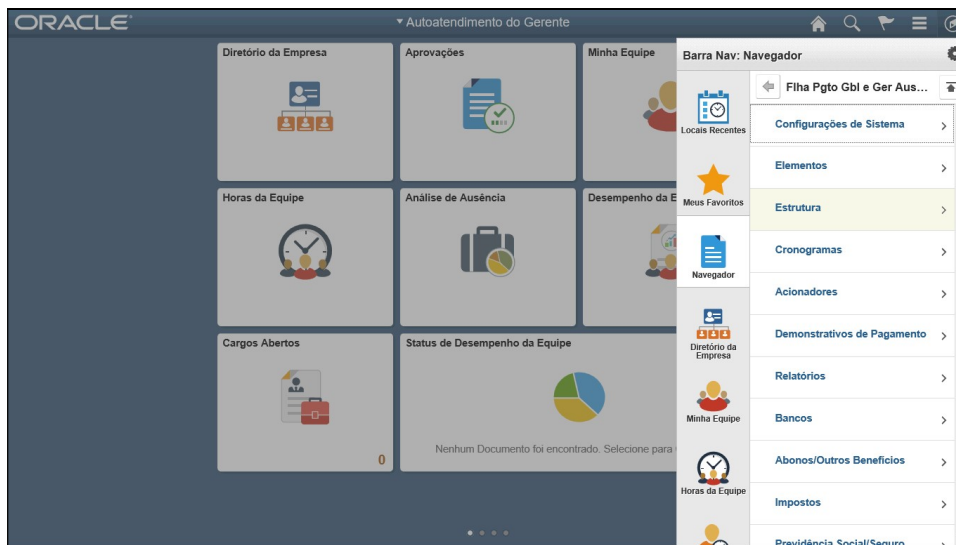 ORACLE
Autoatendimento do Gerente
Diretório da Empresa
Aprovações
Minha Equipe
Horas da Equipe
Análise de Ausência
Desempenho da E
Cargos Abertos
0
Status de Desempenho da Equipe
Nenhum Documento foi encontrado. Selecione para
Barra Nav: Navegador
Locais Recentes
Meus Favoritos
Navegador
Diretório da
Empresa
Minha Equipe
Horas da Equipe
Flha Pgto Gbl e Ger Aus...
Configurações de Sistema
Elementos
Estrutura
Cronogramas
Acionadores
Demonstrativos de Pagamento
Relatórios
Bancos
Abonos/Outros Benefícios
Impostos
Previdência Social/Seguro